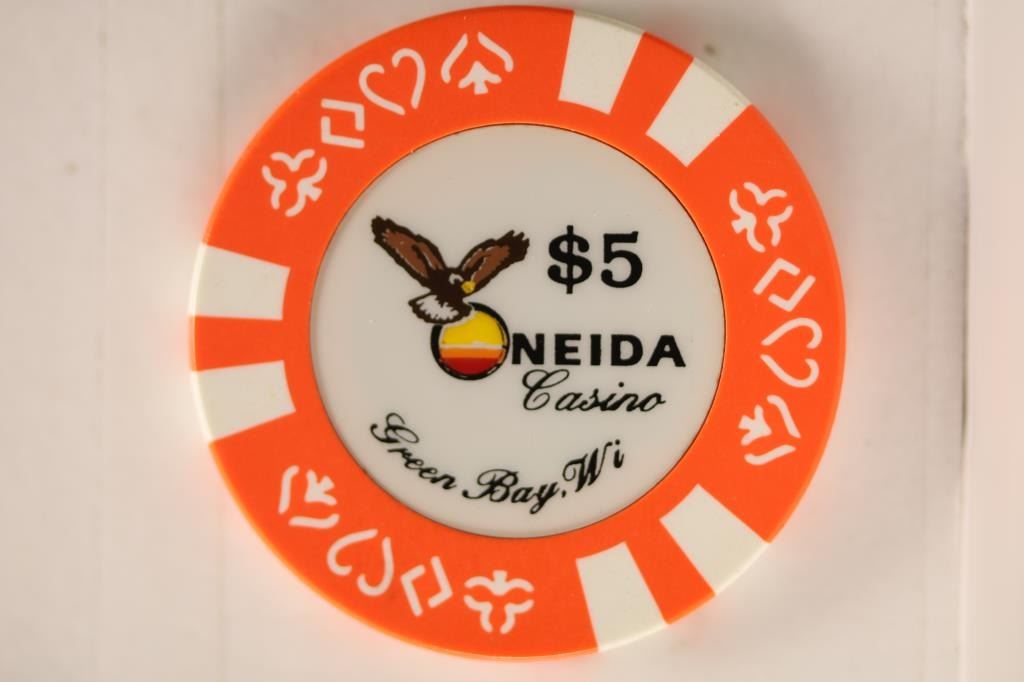 $5
ONEIDA
Casino
Green Bay, Wi